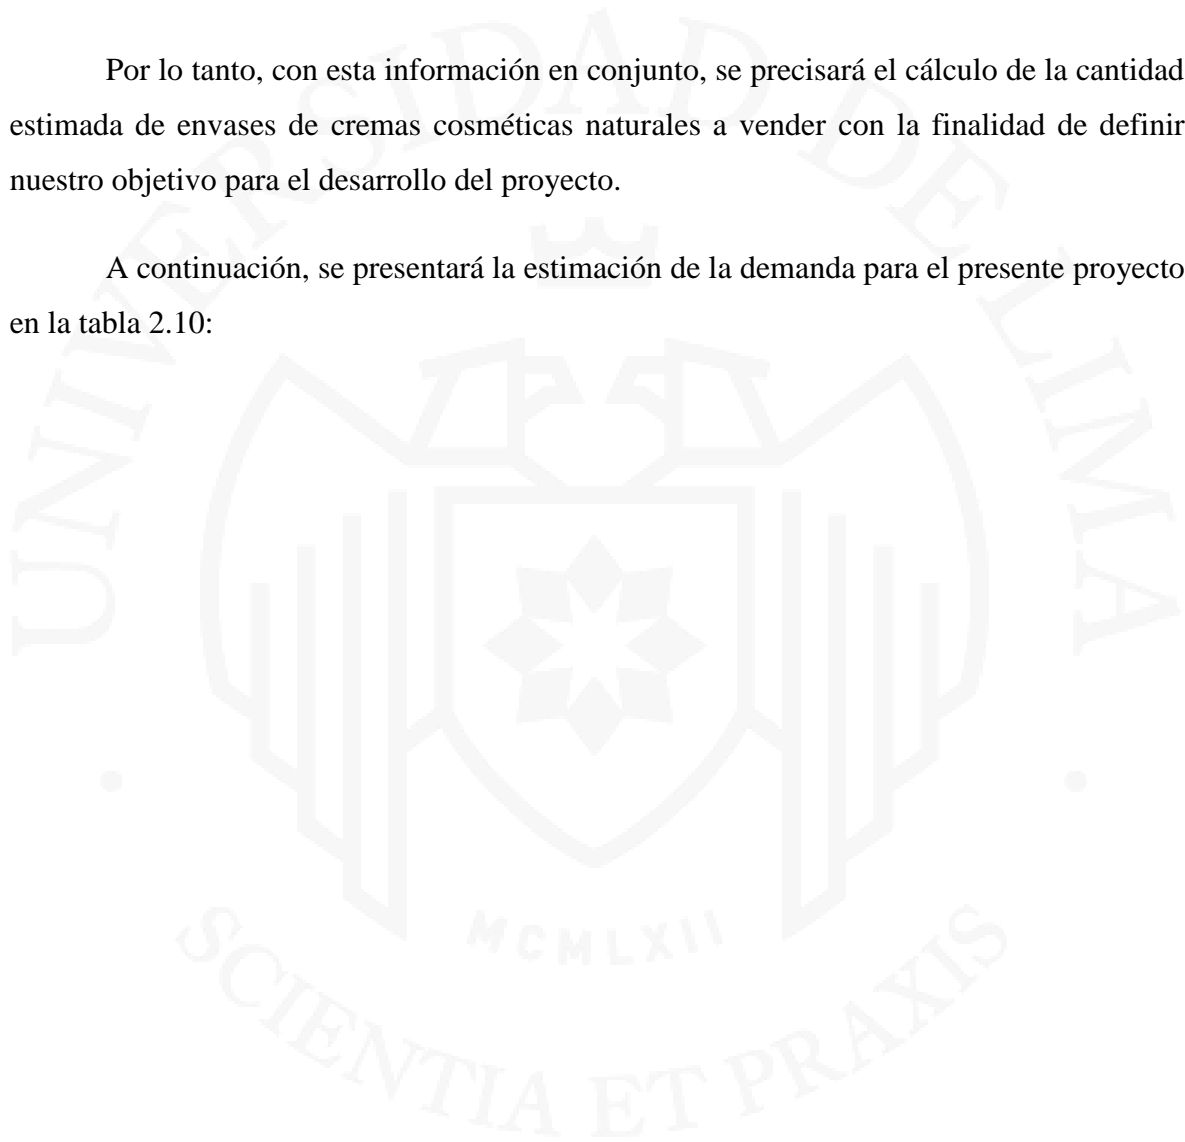 Por lo tanto, con esta información en conjunto, se precisará el cálculo de la cantidad
estimada de envases de cremas cosméticas naturales a vender con la finalidad de definir
nuestro objetivo para el desarrollo del proyecto.
A continuación, se presentará la estimación de la demanda para el presente proyecto
en la tabla 2.10:
UNIVERSIDAD DE LIMA
MCMLXII
SCIENTIA ET PRAXIS